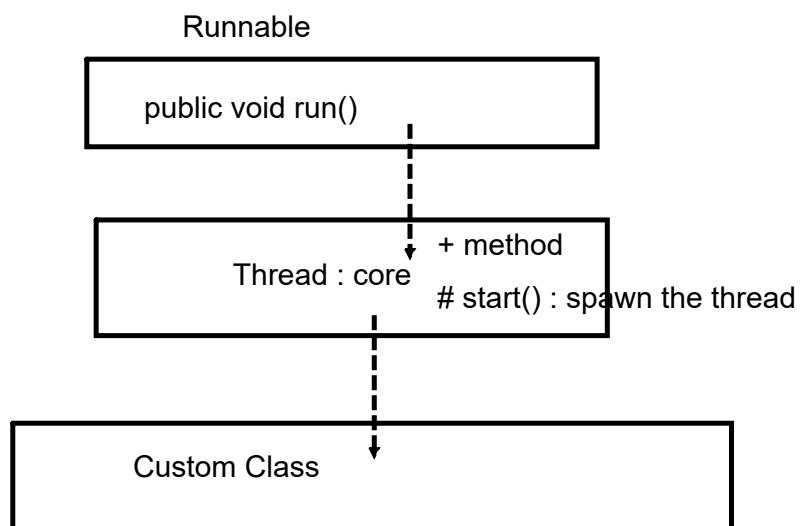 Runnable
public void run()
+ method
Thread : core
# start() : spawn the thread
Custom Class